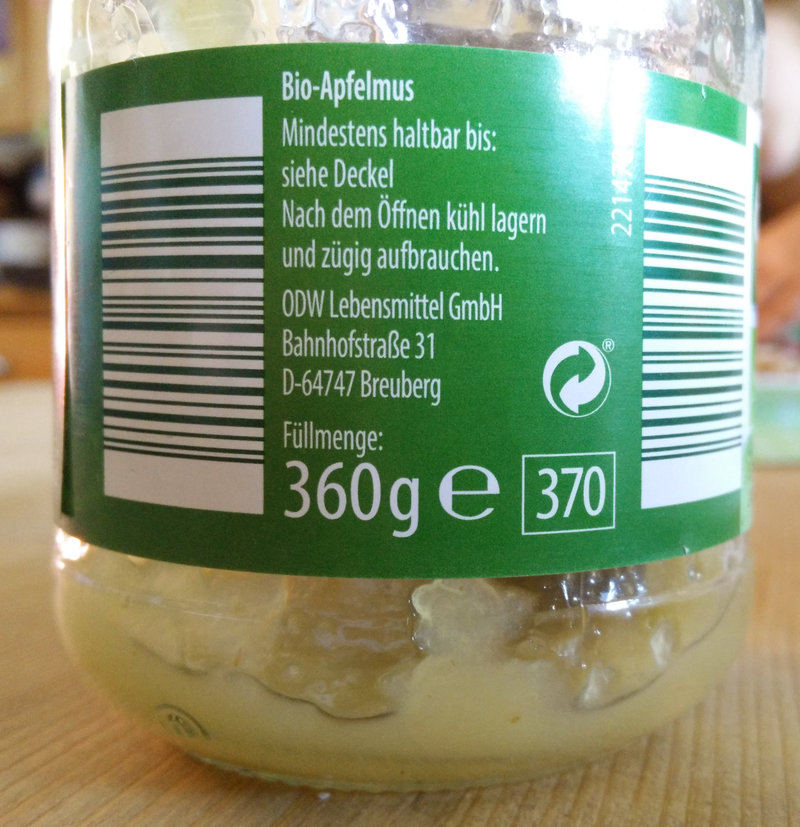 Bio-Apfelmus
Mindestens haltbar bis:
siehe Deckel
Nach dem Öffnen kühl lagern
und zügig aufbrauchen.
ODW Lebensmittel GmbH
Bahnhofstraße 31
D-64747 Breuberg
®
Füllmenge:
360g e 370